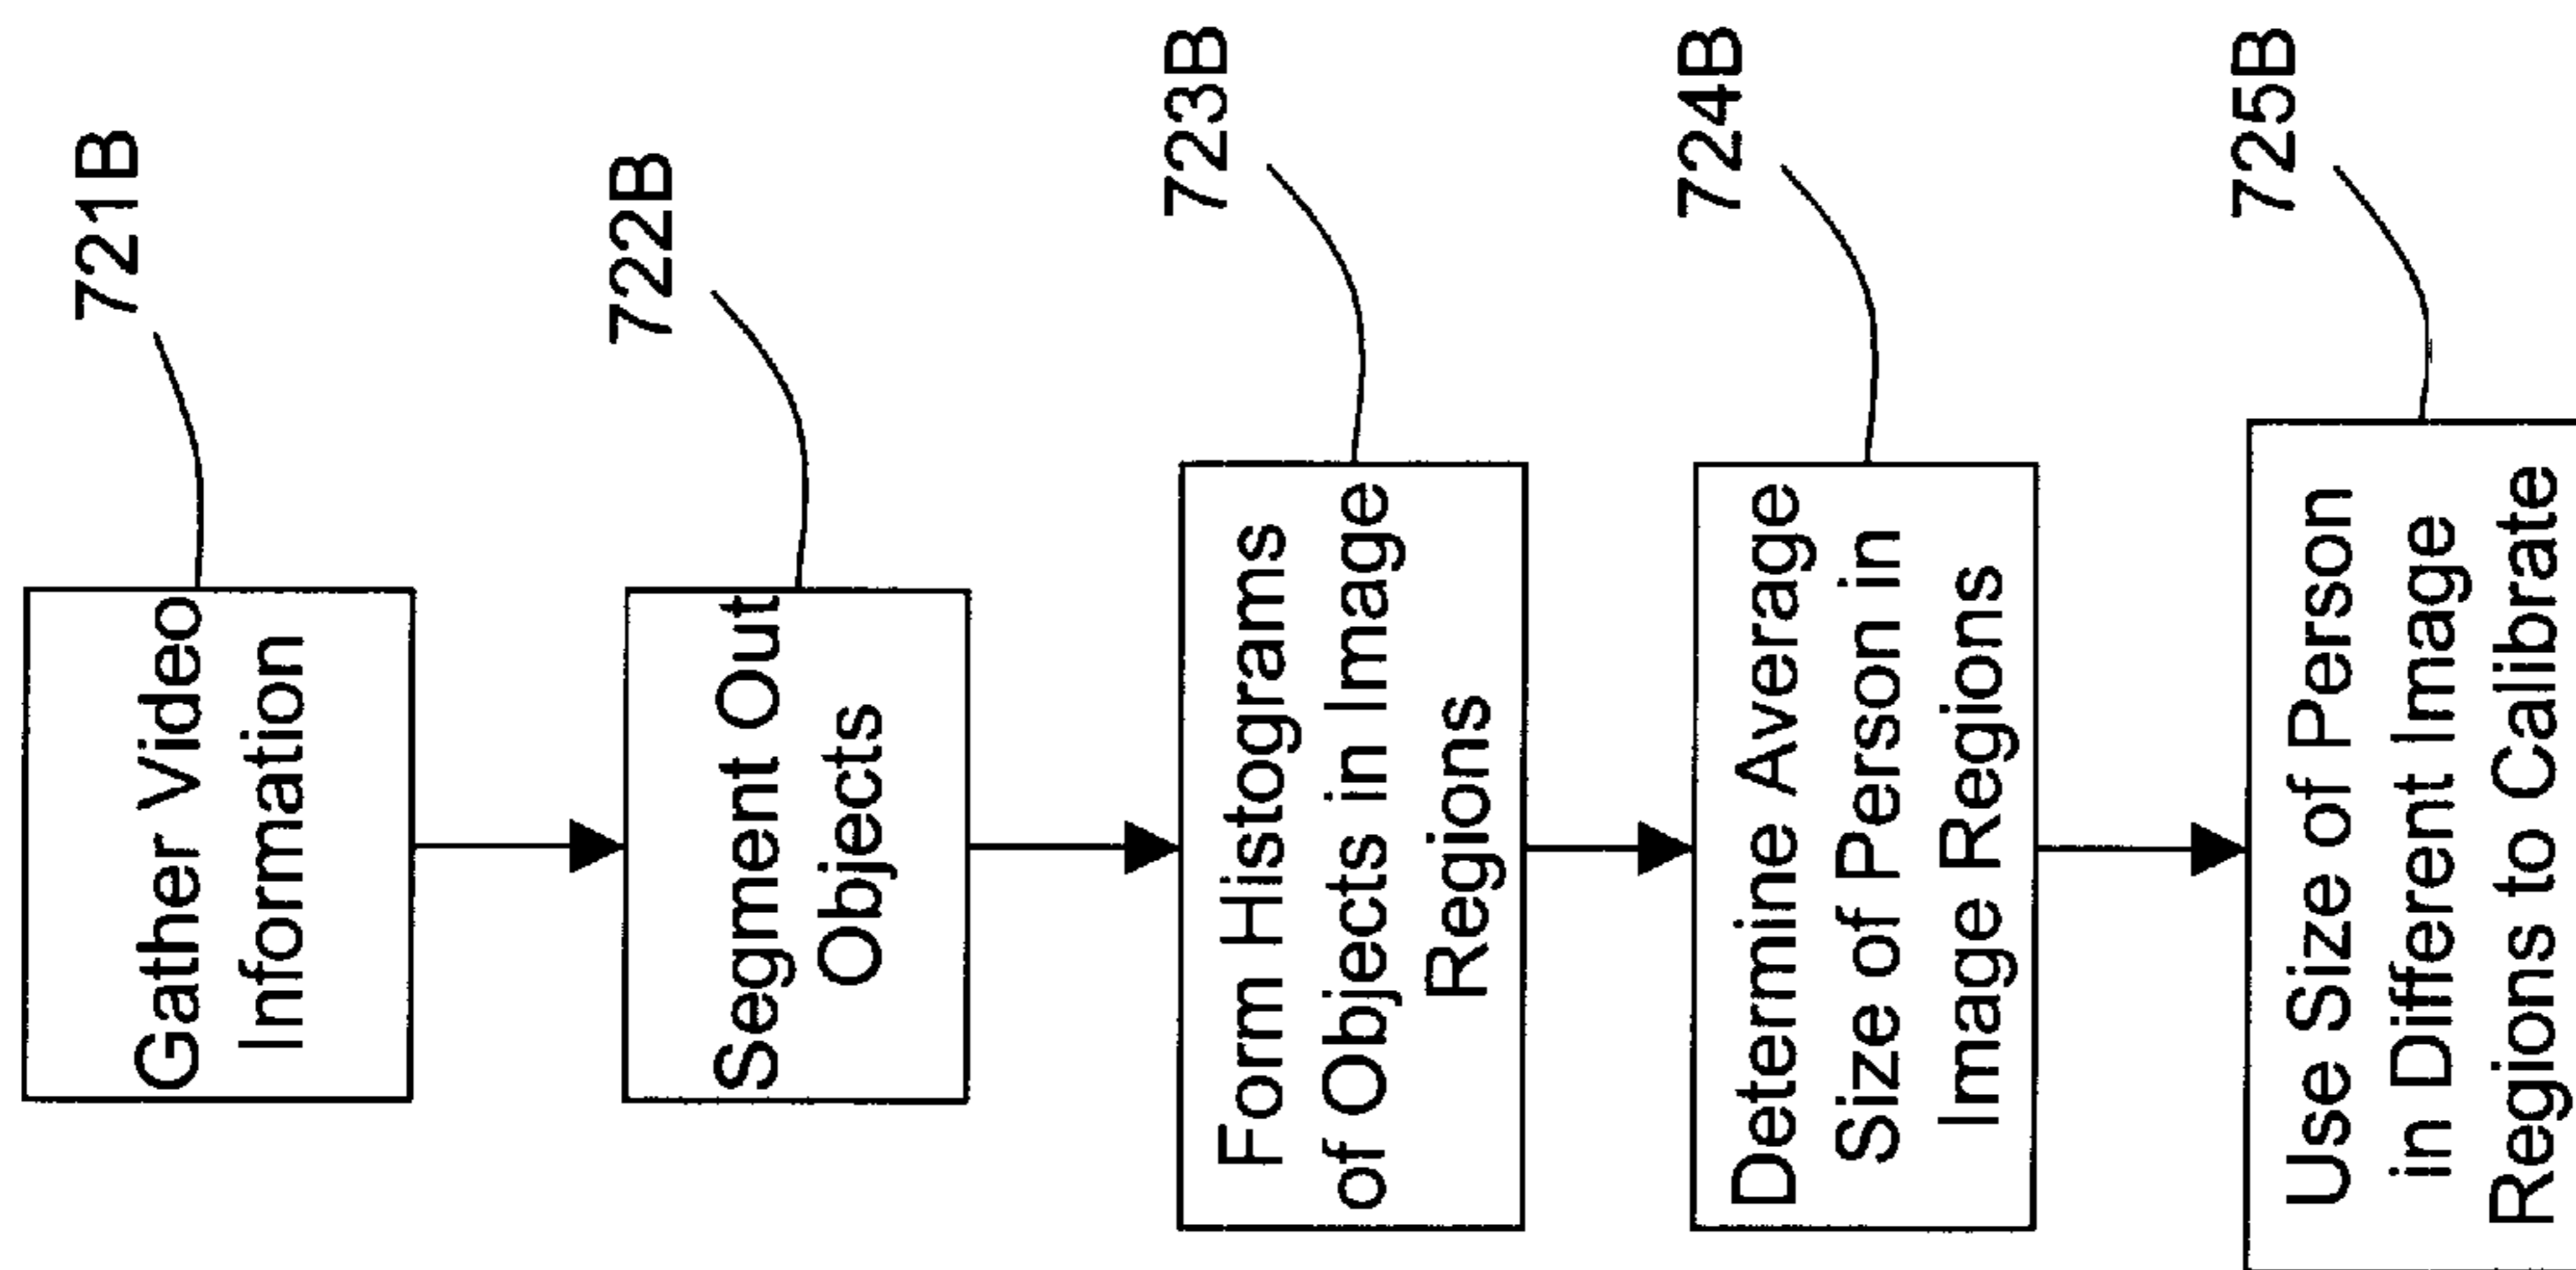 721B
Gather Video
Information
722B
Segment Out
Objects
723B
Form Histograms
of Objects in Image
Regions
724B
Determine Average
Size of Person in
Image Regions
725B
Use Size of Person
in Different Image
Regions to Calibrate